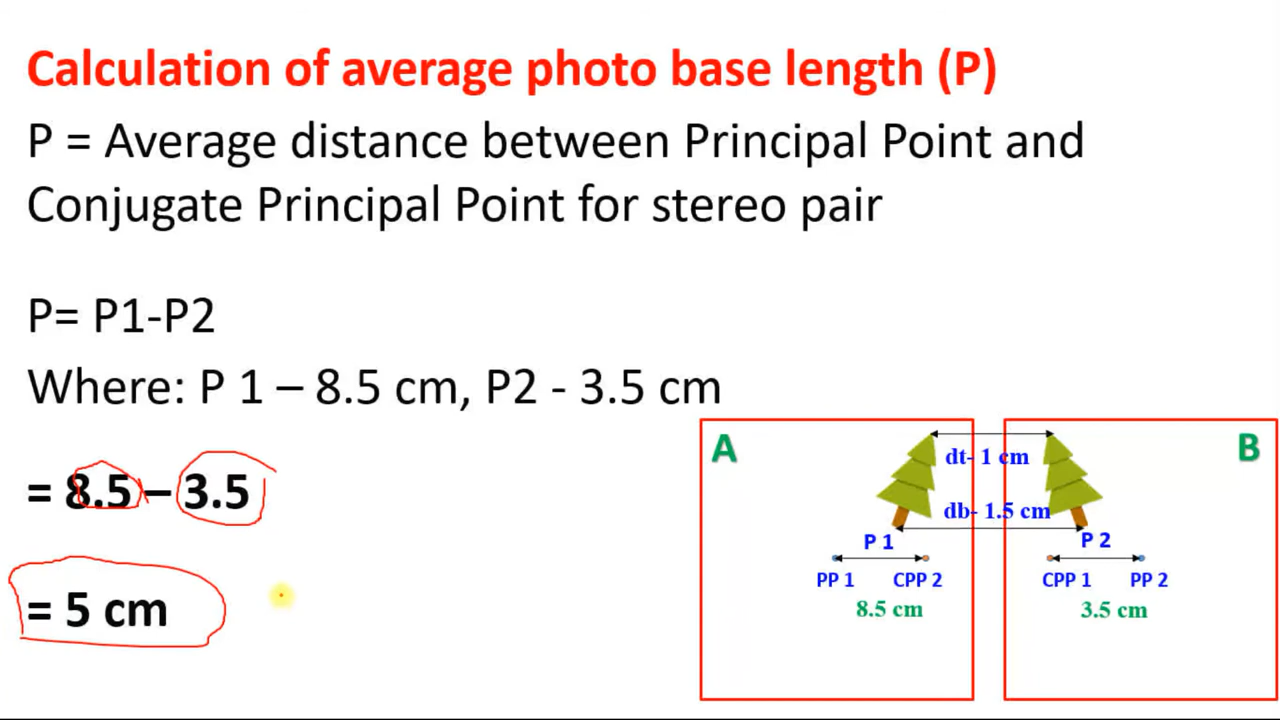 Calculation of average photo base length (P)
P = Average distance between Principal Point and
Conjugate Principal Point for stereo pair
P= P1-P2
Where: P 1 – 8.5 cm, P2 - 3.5 cm
= 8.5 – 3.5
= 5 cm
A
B
dt- 1 cm
db- 1.5 cm
P 1
P 2
PP 1
CPP 2
CPP 1
PP 2
8.5 cm
3.5 cm